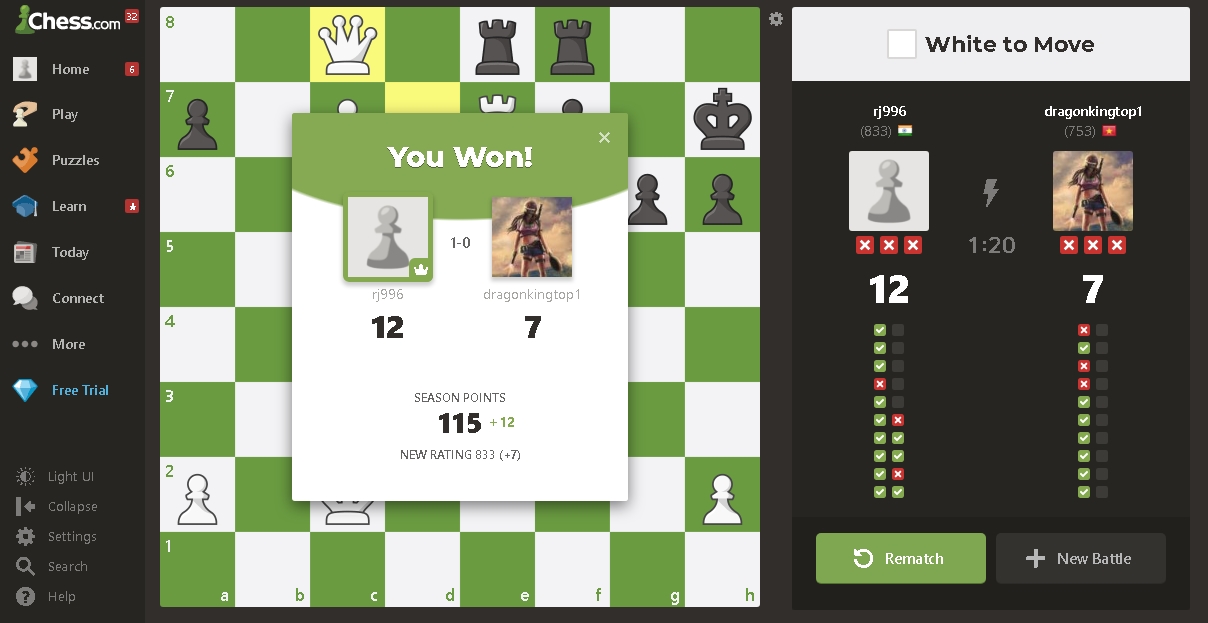 Chess.com 32
Home 6
Play
Puzzles
Learn
Today
Connect
More
Free Trial
Light UI
Collapse
Settings
Search
Help
8
7
6
5
4
3
2
1
a b c d e f g h
You Won!
1-0
rj996 dragonkingtop1
12 7
SEASON POINTS
115 +12
NEW RATING 833 (+7)
White to Move
rj996 dragonkingtop1
(833) (753)
1:20
12 7
Rematch New Battle